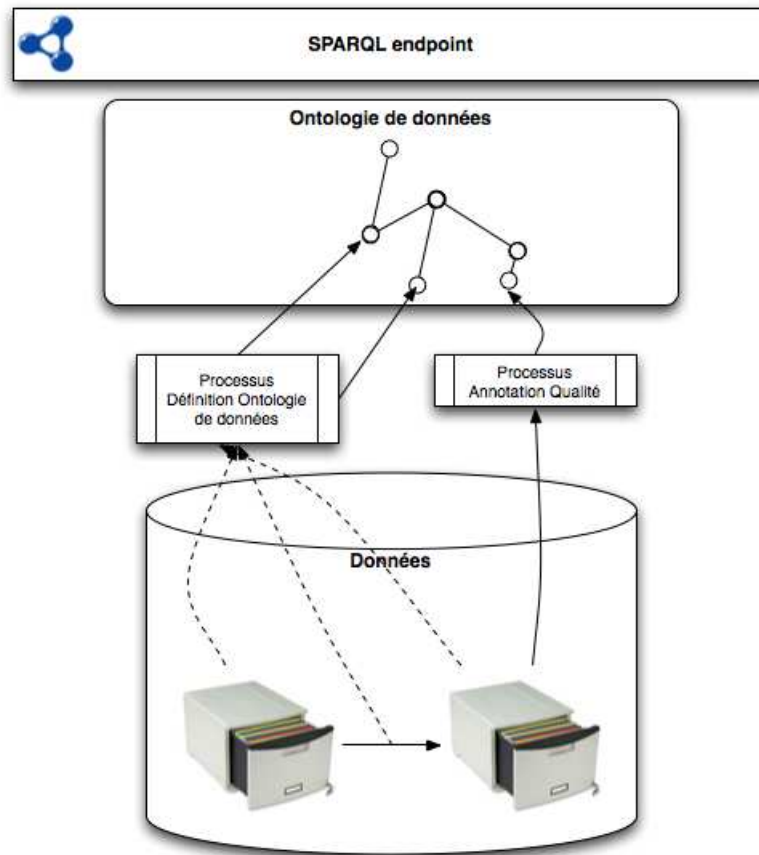 SPARQL endpoint
Ontologie de données
Processus
Définition Ontologie
de données
Processus
Annotation Qualité
Données